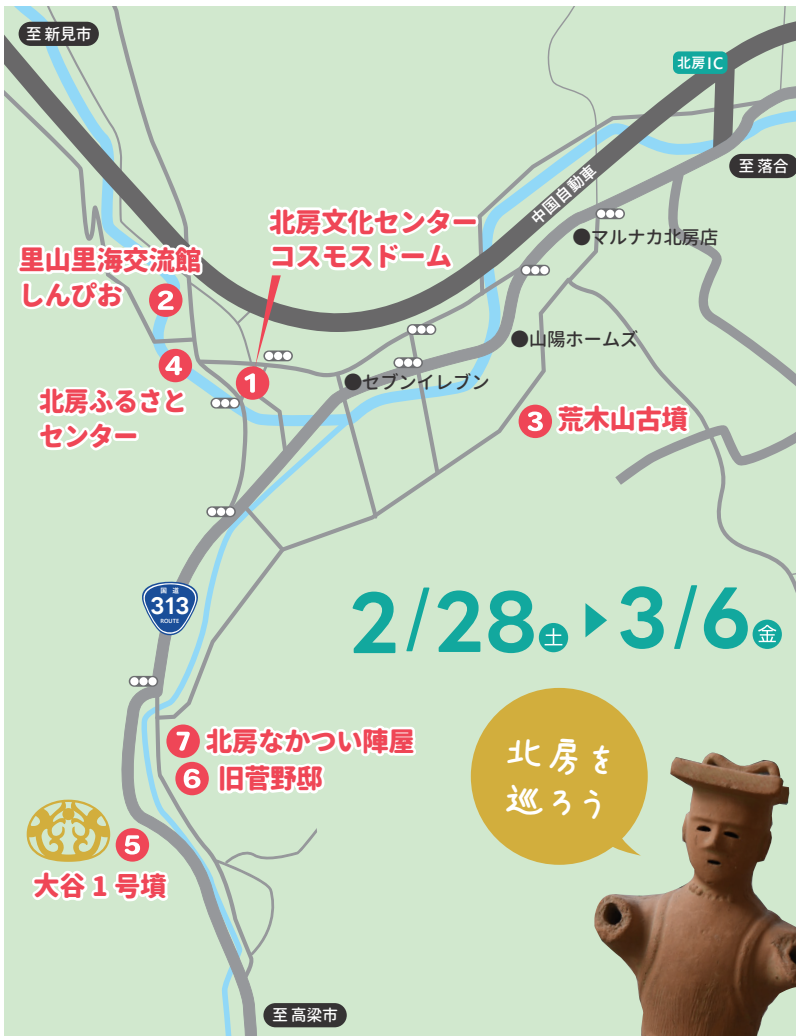 至 新見市
北房IC
至 落合
中国自動車
マルナカ北房店
北房文化センター
コスモスドーム
里山里海交流館
しんぴお
2
4
1
山陽ホームズ
セブンイレブン
北房ふるさと
センター
3 荒木山古墳
国道
313
ROUTE
2/28土▶3/6金
7 北房なかつい陣屋
6 旧菅野邸
北房を
巡ろう
5
大谷1号墳
至 高梁市